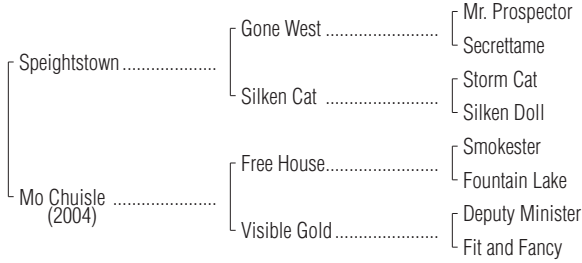 Mr. Prospector
Gone West
Secrettame
Speightstown
Storm Cat
Silken Cat
Silken Doll
Smokester
Free House
Fountain Lake
Mo Chuisle
(2004)
Deputy Minister
Visible Gold
Fit and Fancy